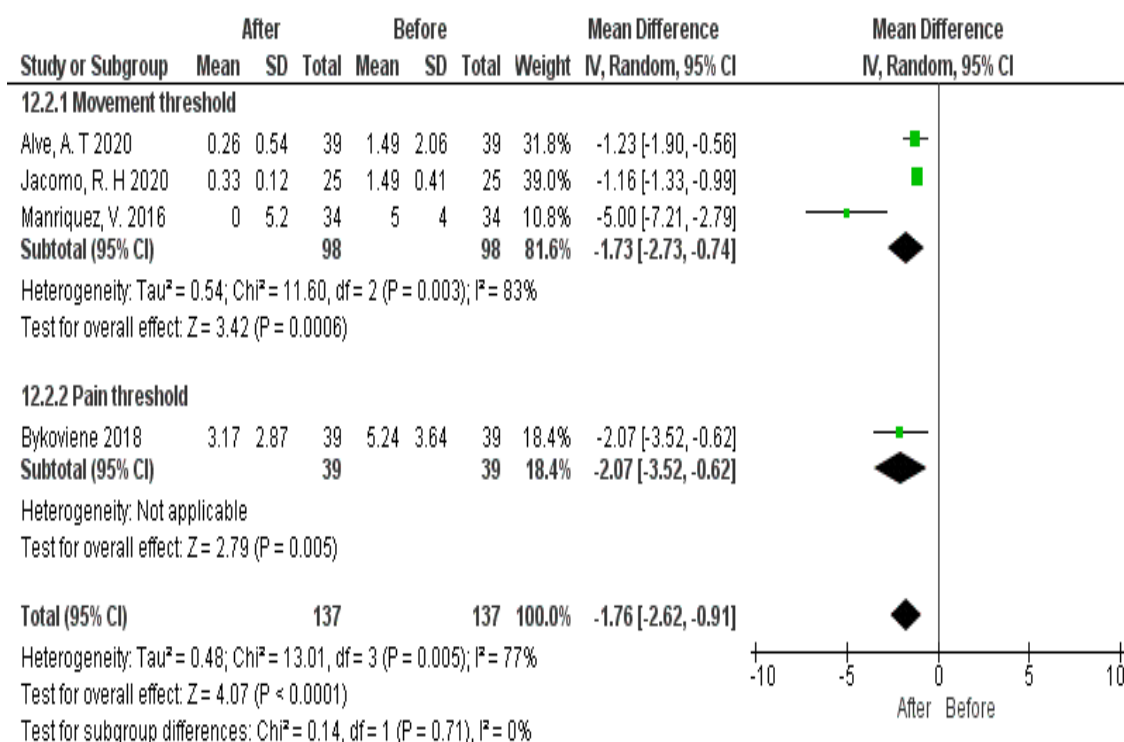 After Before Mean Difference Mean Difference
Study or Subgroup Mean SD Total Mean SD Total Weight IV, Random, 95% CI IV, Random, 95% CI
12.2.1 Movement threshold
Alve, A. T 2020 0.26 0.54 39 1.49 2.06 39 31.8% -1.23 [-1.90, -0.56]
Jacomo, R. H 2020 0.33 0.12 25 1.49 0.41 25 39.0% -1.16 [-1.33, -0.99]
Manriquez, V. 2016 0 5.2 34 5 4 34 10.8% -5.00 [-7.21, -2.79]
Subtotal (95% CI) 98 98 81.6% -1.73 [-2.73, -0.74]
Heterogeneity: Tau² = 0.54; Chi² = 11.60, df = 2 (P = 0.003); I² = 83%
Test for overall effect: Z = 3.42 (P = 0.0006)
12.2.2 Pain threshold
Bykoviene 2018 3.17 2.87 39 5.24 3.64 39 18.4% -2.07 [-3.52, -0.62]
Subtotal (95% CI) 39 39 18.4% -2.07 [-3.52, -0.62]
Heterogeneity: Not applicable
Test for overall effect: Z = 2.79 (P = 0.005)
Total (95% CI) 137 137 100.0% -1.76 [-2.62, -0.91]
Heterogeneity: Tau² = 0.48; Chi² = 13.01, df = 3 (P = 0.005); I² = 77%
Test for overall effect: Z = 4.07 (P < 0.0001)
Test for subgroup differences: Chi² = 0.14, df = 1 (P = 0.71), I² = 0%
-10 -5 0 5 10
After Before